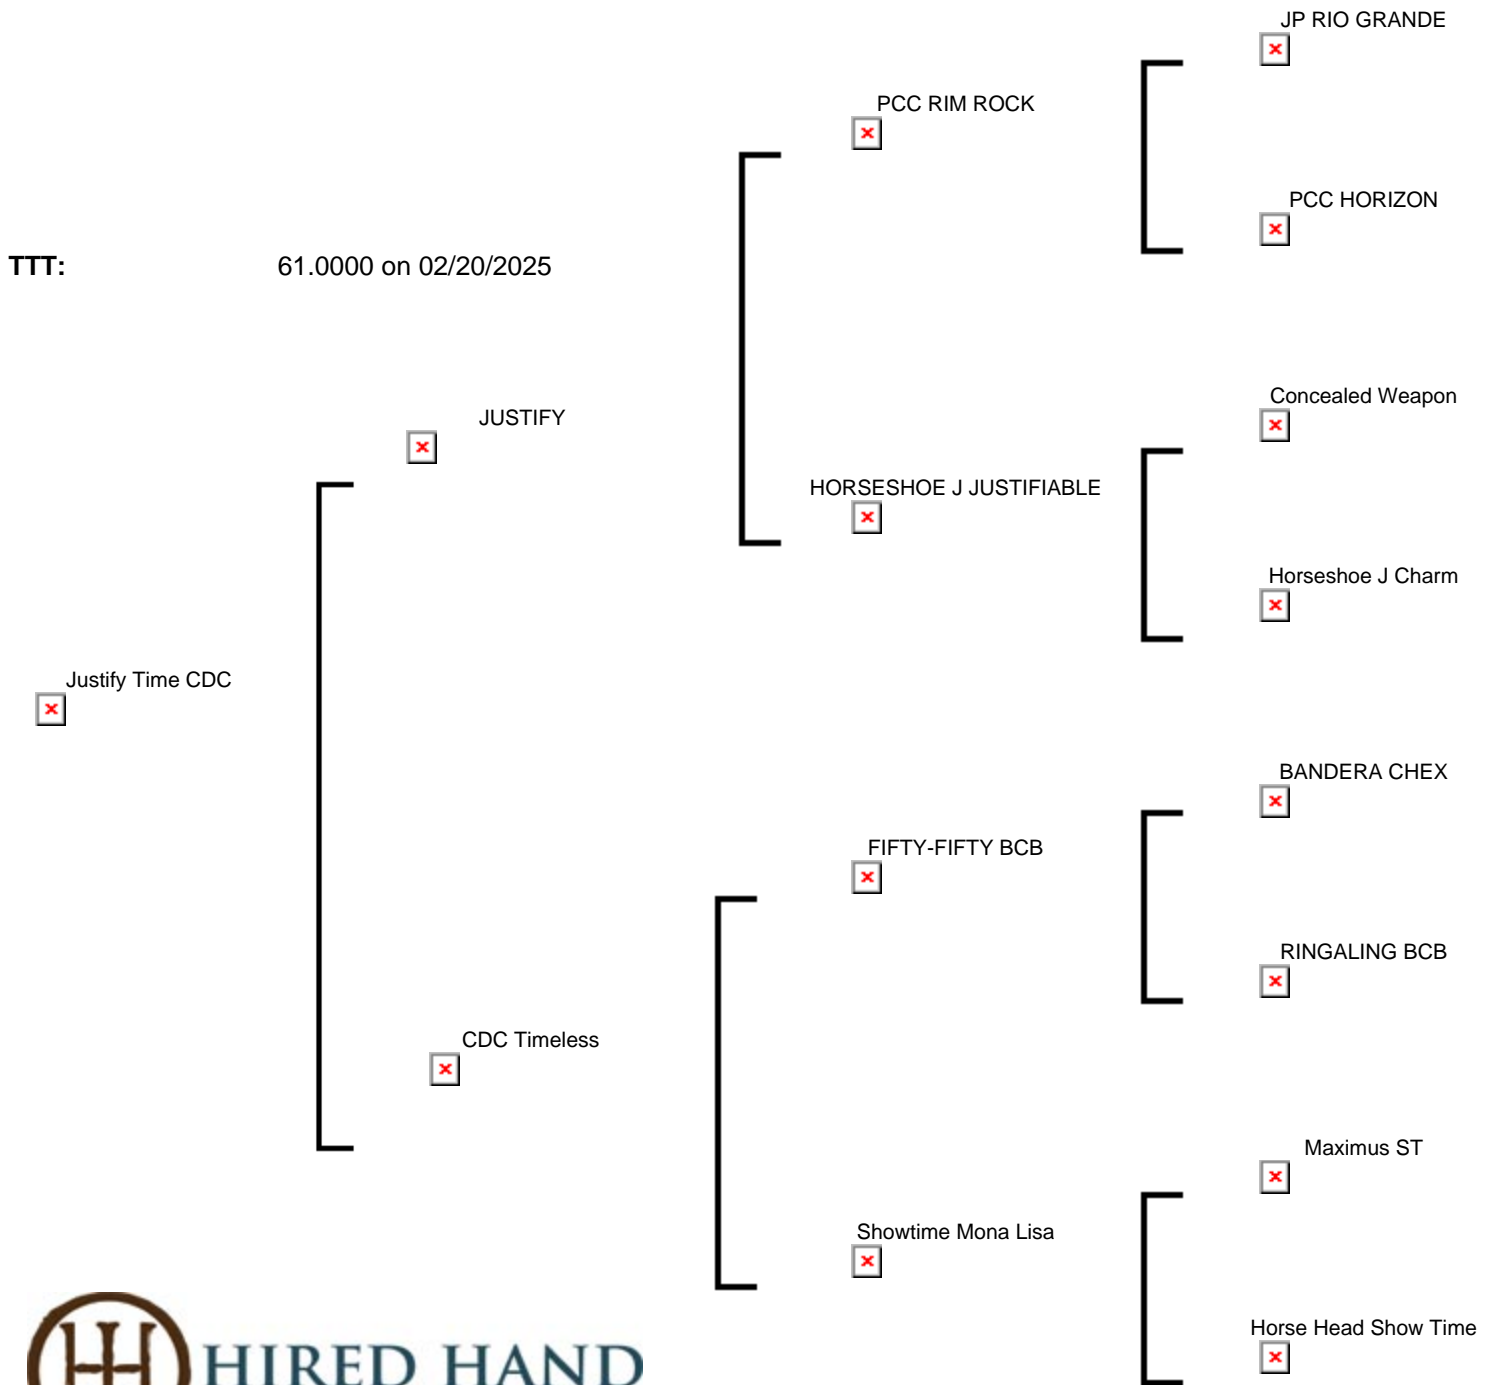 JP RIO GRANDE
PCC RIM ROCK
PCC HORIZON
TTT: 61.0000 on 02/20/2025
Concealed Weapon
JUSTIFY
HORSESHOE J JUSTIFIABLE
Horseshoe J Charm
Justify Time CDC
BANDERA CHEX
FIFTY-FIFTY BCB
RINGALING BCB
CDC Timeless
Maximus ST
Showtime Mona Lisa
Horse Head Show Time
HIRED HAND